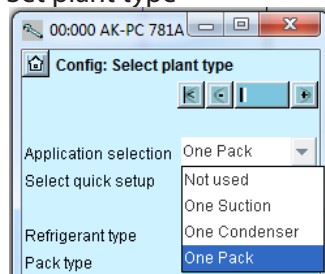 Set plant type
00:000 AK-PC 781A
Config: Select plant type
Application selection One Pack
Select quick setup Not used
One Suction
Refrigerant type One Condenser
Pack type One Pack